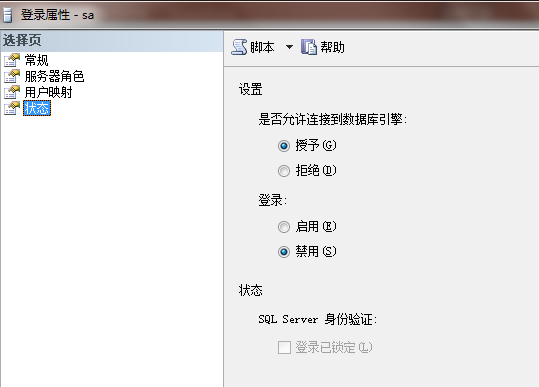 登录属性 - sa
选择页
常规
服务器角色
用户映射
状态
脚本 帮助
设置
是否允许连接到数据库引擎:
授予(G)
拒绝(D)
登录:
启用(E)
禁用(S)
状态
SQL Server 身份验证:
登录已锁定(L)